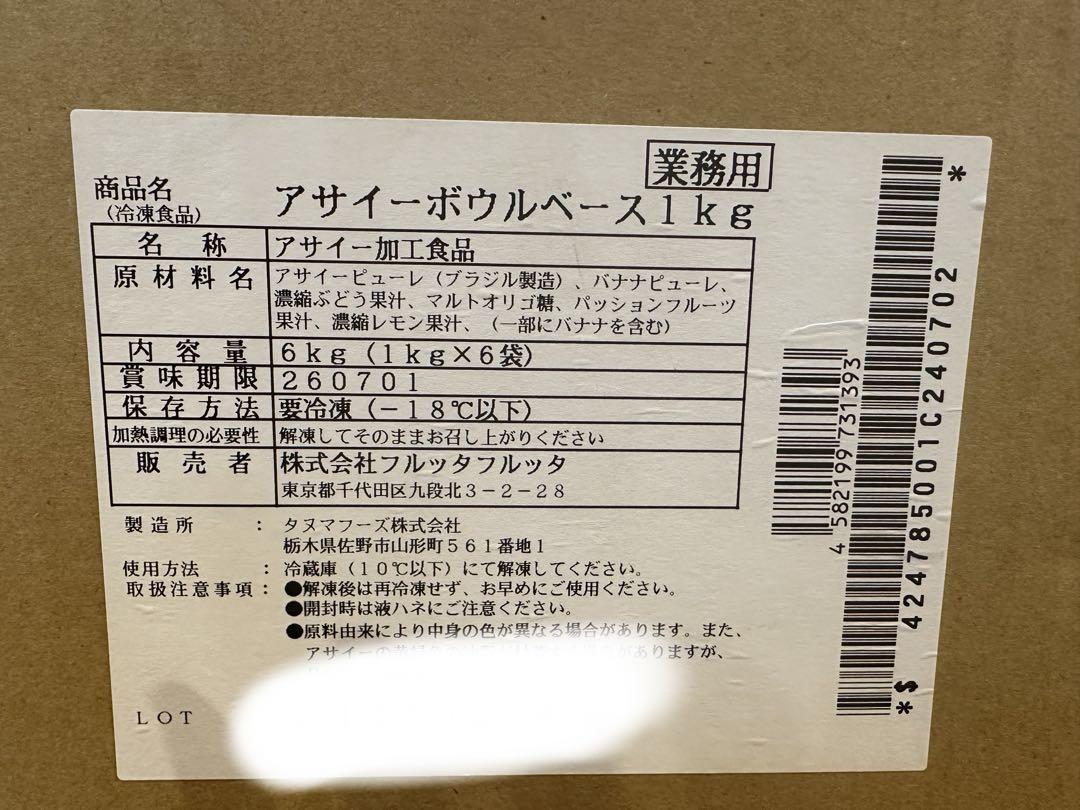 業務用
商品名 アサイーボウルベース1kg
（冷凍食品）
名称 アサイー加工食品
原材料名 アサイーピューレ（ブラジル製造）、バナナピューレ、
濃縮ぶどう果汁、マルトオリゴ糖、パッションフルーツ
果汁、濃縮レモン果汁、（一部にバナナを含む）
内容量 6kg（1kg×6袋）
賞味期限 260701
保存方法 要冷凍（－18℃以下）
加熱調理の必要性 解凍してそのままお召し上がりください
販売者 株式会社フルッタフルッタ
東京都千代田区九段北3－2－28
製造所 ： タヌマフーズ株式会社
栃木県佐野市山形町561番地1
使用方法 ： 冷蔵庫（10℃以下）にて解凍してください。
取扱注意事項： ●解凍後は再冷凍せず、お早めにご使用ください。
●開封時は液ハネにご注意ください。
●原料由来により中身の色が異なる場合があります。また、
アサイーの がありますが、
LOT
4 582199 731393
*$ 424785001C240702 *